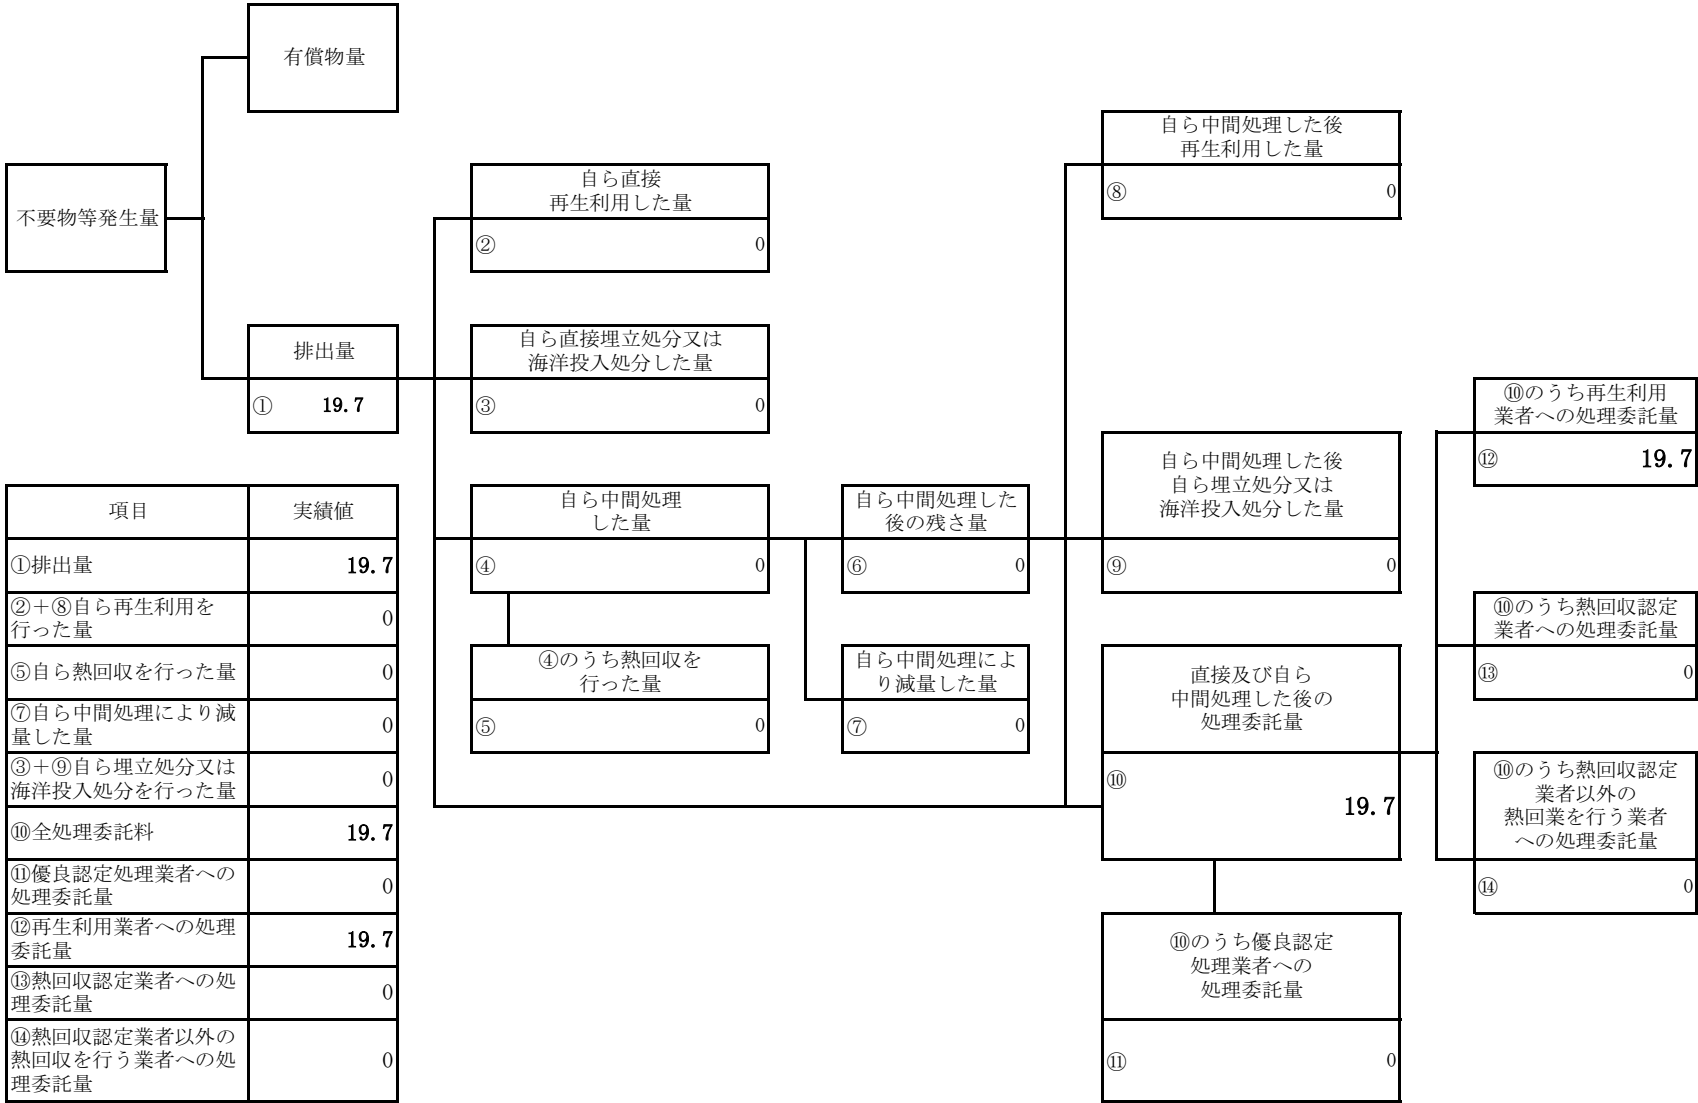 有償物量
不要物等発生量
排出量
① 19.7
自ら直接
再生利用した量
② 0
自ら直接埋立処分又は
海洋投入処分した量
③ 0
自ら中間処理
した量
④ 0
④のうち熱回収を
行った量
⑤ 0
自ら中間処理した
後の残さ量
⑥ 0
自ら中間処理によ
り減量した量
⑦ 0
自ら中間処理した後
再生利用した量
⑧ 0
自ら中間処理した後
自ら埋立処分又は
海洋投入処分した量
⑨ 0
直接及び自ら
中間処理した後の
処理委託量
⑩
19.7
⑩のうち優良認定
処理業者への
処理委託量
⑪ 0
⑩のうち再生利用
業者への処理委託量
⑫ 19.7
⑩のうち熱回収認定
業者への処理委託量
⑬ 0
⑩のうち熱回収認定
業者以外の
熱回業を行う業者
への処理委託量
⑭ 0
項目 実績値
①排出量 19.7
②＋⑧自ら再生利用を
行った量 0
⑤自ら熱回収を行った量 0
⑦自ら中間処理により減
量した量 0
③＋⑨自ら埋立処分又は
海洋投入処分を行った量 0
⑩全処理委託料 19.7
⑪優良認定処理業者への
処理委託量 0
⑫再生利用業者への処理
委託量 19.7
⑬熱回収認定業者への処
理委託量 0
⑭熱回収認定業者以外の
熱回収を行う業者への処
理委託量 0